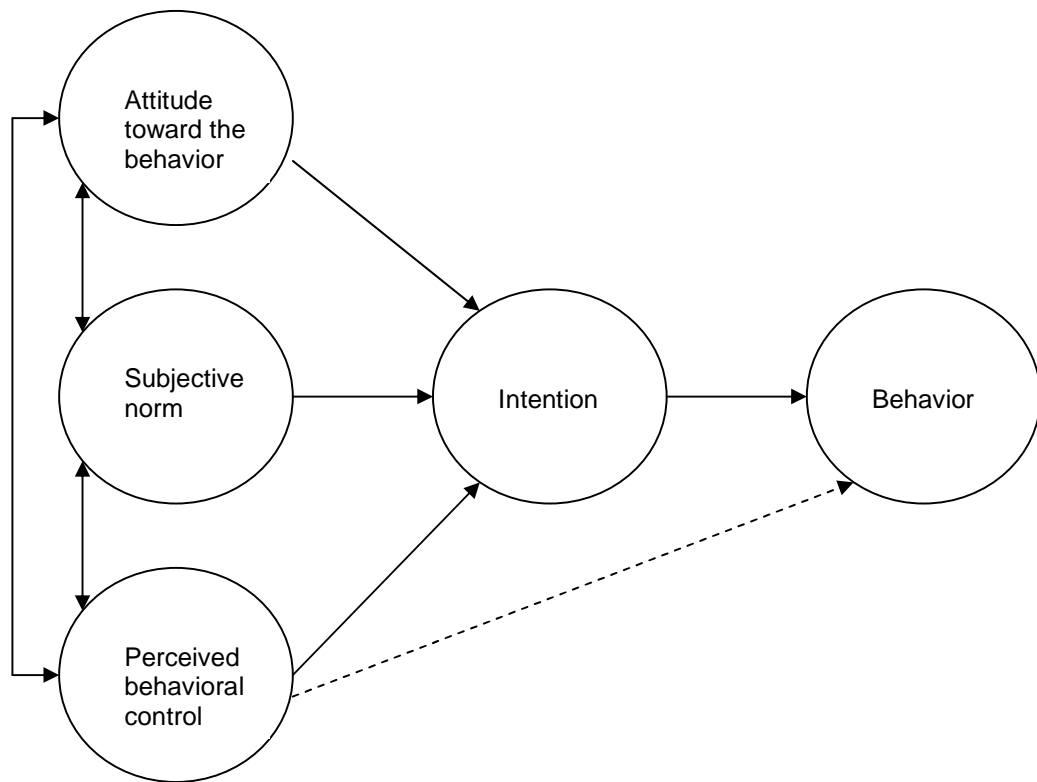 Attitude
toward the
behavior
Subjective
norm
Intention
Behavior
Perceived
behavioral
control